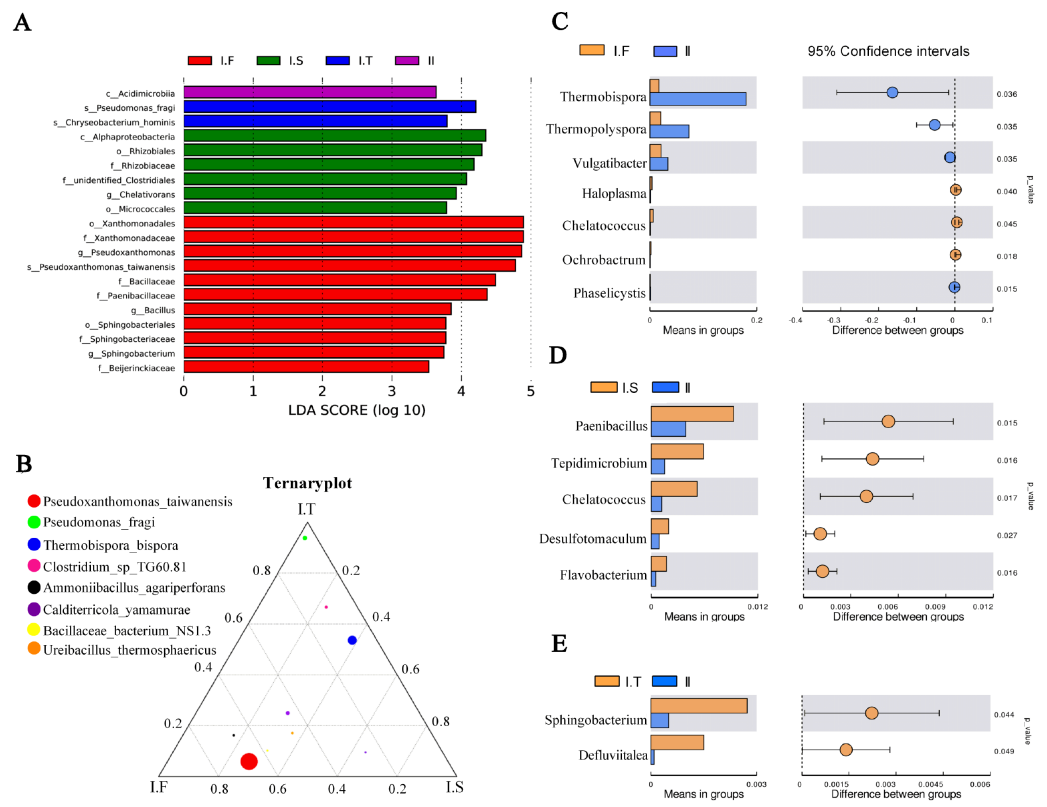 A
I.F I.S I.T II
c__Acidimicrobiia
s__Pseudomonas_fragi
s__Chryseobacterium_hominis
c__Alphaproteobacteria
o__Rhizobiales
f__Rhizobiaceae
f__unidentified_Clostridiales
g__Chelativorans
o__Micrococcales
o__Xanthomonadales
f__Xanthomonadaceae
g__Pseudoxanthomonas
s__Pseudoxanthomonas_taiwanensis
f__Bacillaceae
f__Paenibacillaceae
g__Bacillus
o__Sphingobacteriales
f__Sphingobacteriaceae
g__Sphingobacterium
f__Beijerinckiaceae
0 1 2 3 4 5
LDA SCORE (log 10)
B
Ternaryplot
Pseudoxanthomonas_taiwanensis
Pseudomonas_fragi
Thermobispora_bispora
Clostridium_sp_TG60.81
Ammoniibacillus_agariperforans
Calditerricola_yamamurae
Bacillaceae_bacterium_NS1.3
Ureibacillus_thermosphaericus
I.T
0.8 0.2
0.6 0.4
0.4 0.6
0.2 0.8
I.F I.S
0.8 0.6 0.4 0.2
C
I.F II
95% Confidence intervals
Thermobispora 0.036
Thermopolyspora 0.035
Vulgatibacter 0.035
Haloplasma 0.040
Chelatococcus 0.045
Ochrobactrum 0.018
Phaselicystis 0.015
p_value
0 0.2
Means in groups
-0.4 -0.3 -0.2 -0.1 0 0.1
Difference between groups
D
I.S II
Paenibacillus 0.015
Tepidimicrobium 0.016
Chelatococcus 0.017
Desulfotomaculum 0.027
Flavobacterium 0.016
p_value
0 0.012
Means in groups
0 0.003 0.006 0.009 0.012
Difference between groups
E
I.T II
Sphingobacterium 0.044
Defluviitalea 0.049
p_value
0 0.003
Means in groups
0 0.0015 0.003 0.0045 0.006
Difference between groups